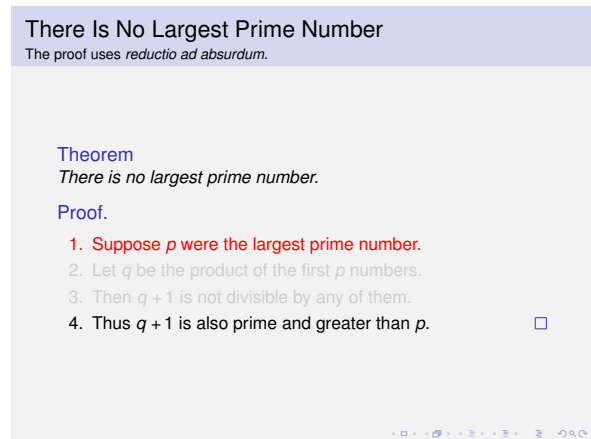 There Is No Largest Prime Number
The proof uses reductio ad absurdum.
Theorem
There is no largest prime number.
Proof.
1. Suppose p were the largest prime number.
2. Let q be the product of the first p numbers.
3. Then q + 1 is not divisible by any of them.
4. Thus q + 1 is also prime and greater than p.